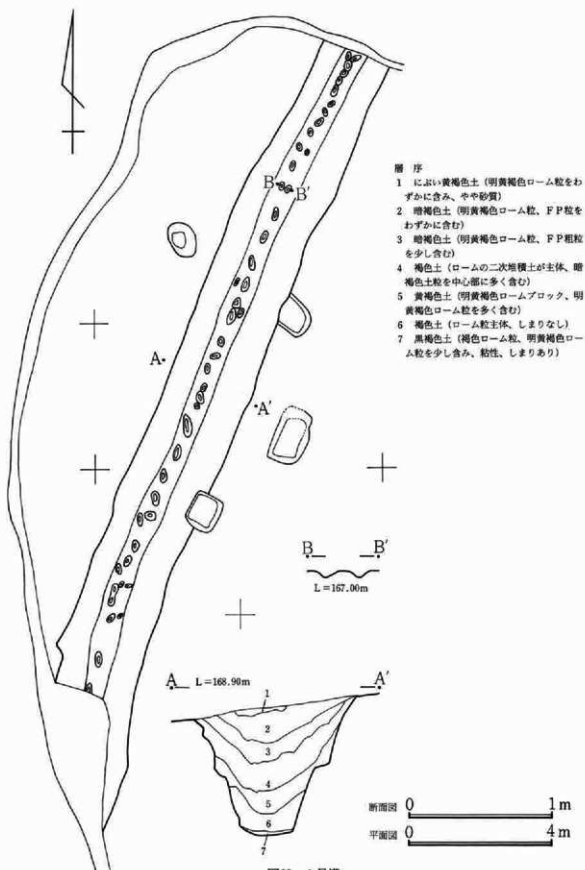 層 序
1 にぶい黄褐色土（明黄褐色ローム粒をわ
ずかに含み、やや砂質）
2 暗褐色土（明黄褐色ローム粒、ＦＰ粒を
わずかに含む）
3 暗褐色土（明黄褐色ローム粒、ＦＰ粗粒
を少し含む）
4 褐色土（ロームの二次堆積土が主体、暗
褐色土粒を中心部に多く含む）
5 黄褐色土（明黄褐色ロームブロック、明
黄褐色ローム粒を多く含む）
6 褐色土（ローム粒主体、しまりなし）
7 黒褐色土（褐色ローム粒、明黄褐色ロー
ム粒を少し含み、粘性、しまりあり）
B' B'
A
A'
B B'
L＝167.00m
A L＝168.90m A'
1
2
3
4
5
6
7
断面図 0 1m
平面図 0 4m